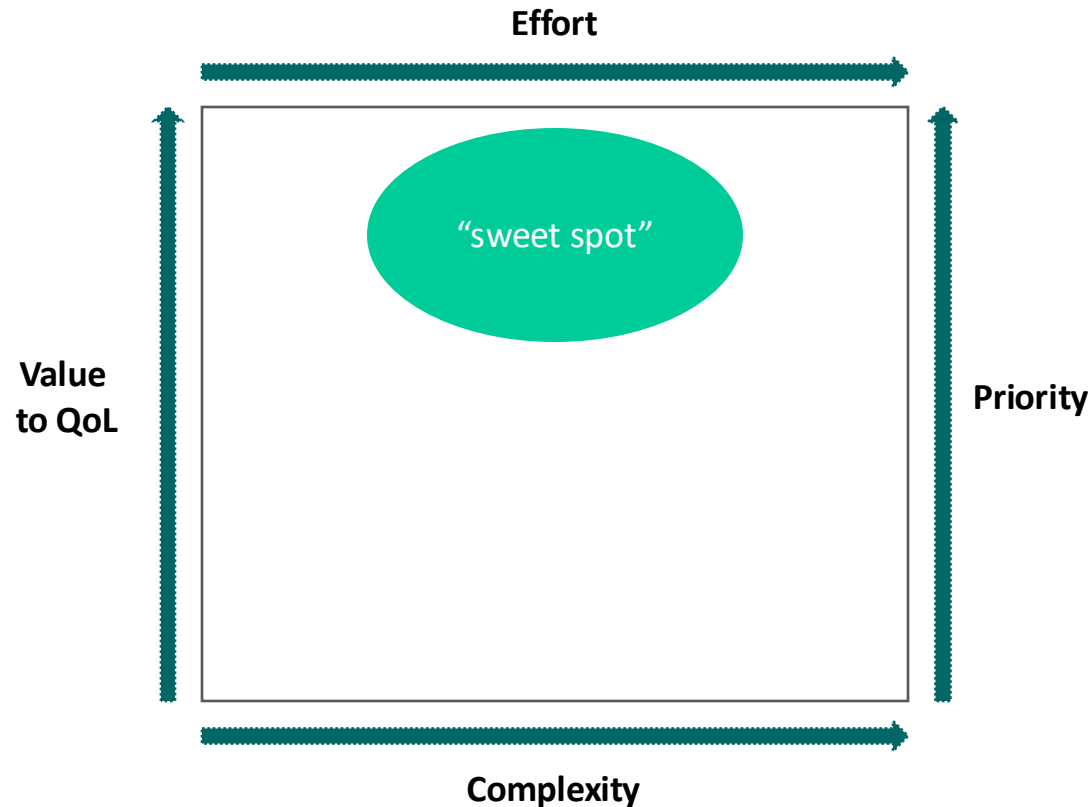 Effort
“sweet spot”
Value
to QoL
Priority
Complexity